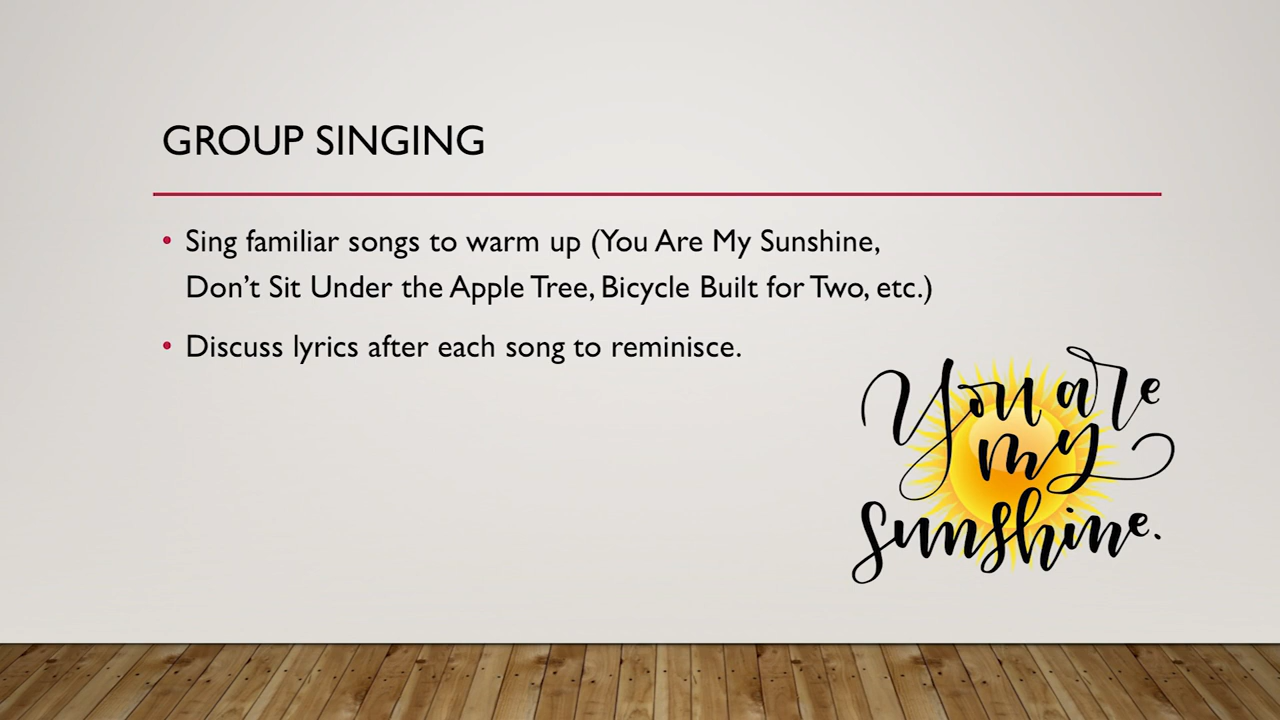 GROUP SINGING
• Sing familiar songs to warm up (You Are My Sunshine,
Don’t Sit Under the Apple Tree, Bicycle Built for Two, etc.)
• Discuss lyrics after each song to reminisce.
You are
my
sunshine.